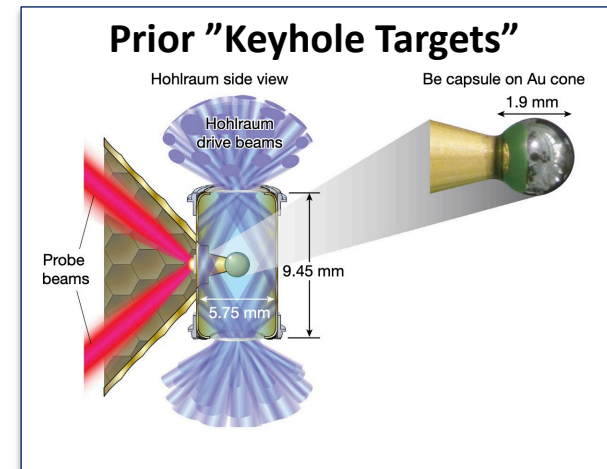 Prior ”Keyhole Targets”
Hohlraum side view
Be capsule on Au cone
1.9 mm
Hohlraum
drive beams
Probe
beams
9.45 mm
5.75 mm